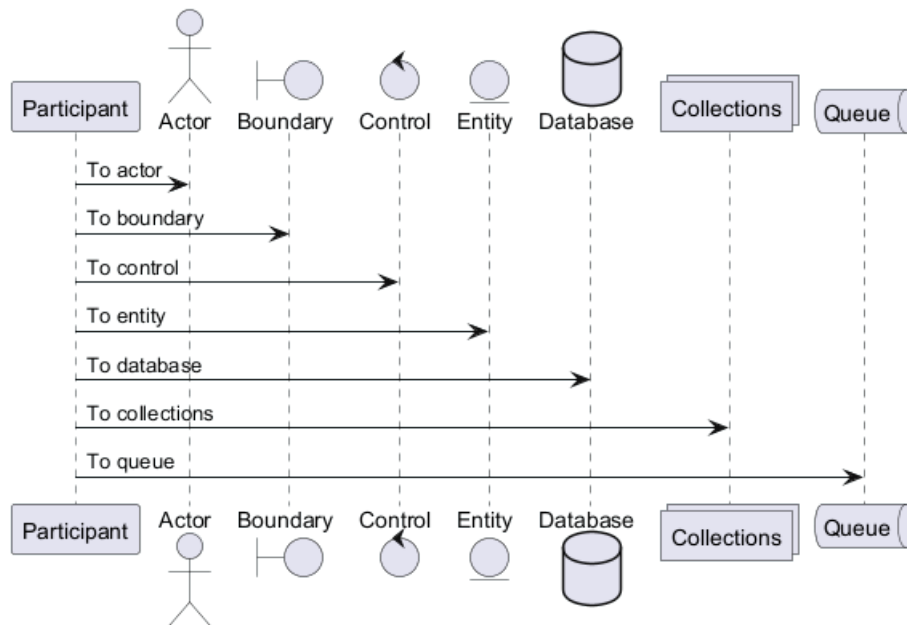 Participant
Actor
Boundary
Control
Entity
Database
Collections
Queue
To actor
To boundary
To control
To entity
To database
To collections
To queue
Participant
Actor
Boundary
Control
Entity
Database
Collections
Queue